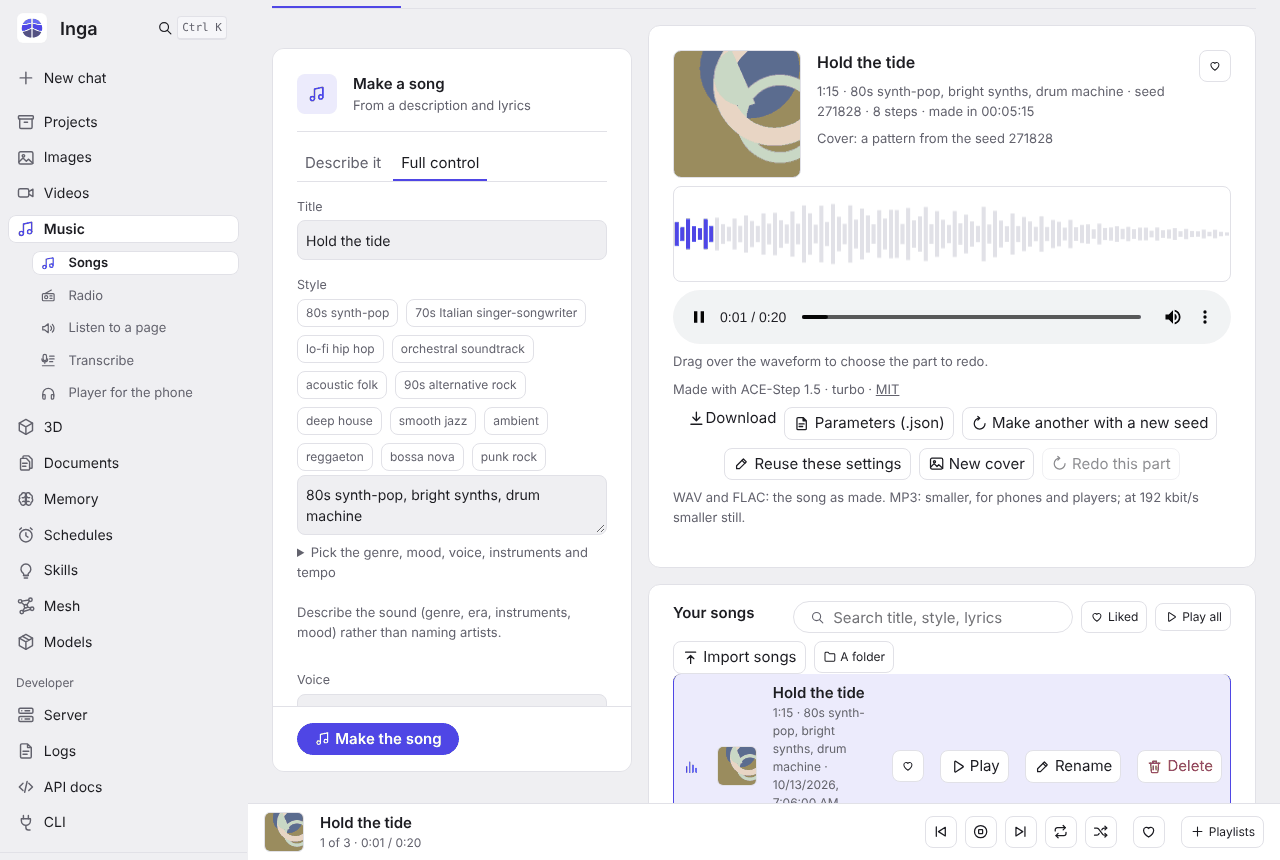 Inga
Ctrl K
New chat
Projects
Images
Videos
Music
Songs
Radio
Listen to a page
Transcribe
Player for the phone
3D
Documents
Memory
Schedules
Skills
Mesh
Models
Developer
Server
Logs
API docs
CLI
Make a song
From a description and lyrics
Describe it
Full control
Title
Hold the tide
Style
80s synth-pop
70s Italian singer-songwriter
lo-fi hip hop
orchestral soundtrack
acoustic folk
90s alternative rock
deep house
smooth jazz
ambient
reggaeton
bossa nova
punk rock
80s synth-pop, bright synths, drum
machine
Pick the genre, mood, voice, instruments and
tempo
Describe the sound (genre, era, instruments,
mood) rather than naming artists.
Voice
Make the song
Hold the tide
1:15 · 80s synth-pop, bright synths, drum machine · seed
271828 · 8 steps · made in 00:05:15
Cover: a pattern from the seed 271828
0:01 / 0:20
Drag over the waveform to choose the part to redo.
Made with ACE-Step 1.5 · turbo · MIT
Download
Parameters (.json)
Make another with a new seed
Reuse these settings
New cover
Redo this part
WAV and FLAC: the song as made. MP3: smaller, for phones and players; at 192 kbit/s
smaller still.
Your songs
Search title, style, lyrics
Liked
Play all
Import songs
A folder
Hold the tide
1:15 · 80s synth-
pop, bright
synths, drum
machine ·
10/13/2026,
7:06:00 AM
Play
Rename
Delete
Hold the tide
1 of 3 · 0:01 / 0:20
Playlists